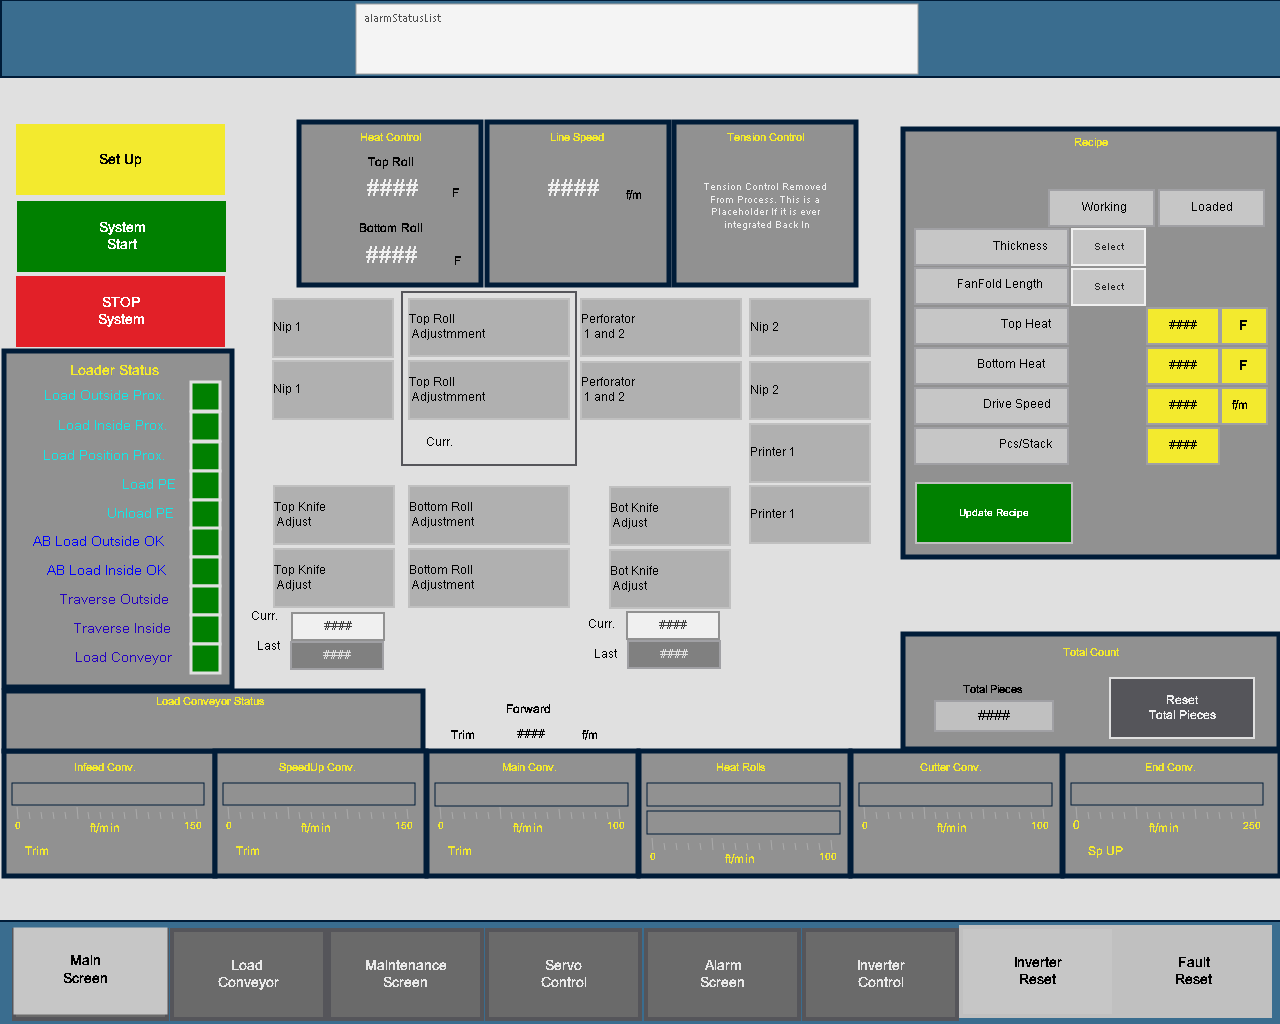 alarmStatusList
Set Up
System
Start
STOP
System
Heat Control
Top Roll
####
F
Bottom Roll
####
F
Line Speed
####
f/m
Tension Control
Tension Control Removed
From Process. This is a
Placeholder If it is ever
integrated Back In
Recipe
Working
Loaded
Thickness
Select
FanFold Length
Select
Top Heat
####
F
Bottom Heat
####
F
Drive Speed
####
f/m
Pcs/Stack
####
Update Recipe
Nip 1
Top Roll
Adjustmment
Perforator
1 and 2
Nip 2
Nip 1
Top Roll
Adjustmment
Perforator
1 and 2
Nip 2
Curr.
Printer 1
Top Knife
Adjust
Bottom Roll
Adjustment
Bot Knife
Adjust
Printer 1
Top Knife
Adjust
Bottom Roll
Adjustment
Bot Knife
Adjust
Curr.
####
Last
####
Curr.
####
Last
####
Loader Status
Load Outside Prox.
Load Inside Prox.
Load Position Prox.
Load PE
Unload PE
AB Load Outside OK
AB Load Inside OK
Traverse Outside
Traverse Inside
Load Conveyor
Load Conveyor Status
Forward
Trim
####
f/m
Total Count
Total Pieces
####
Reset
Total Pieces
Infeed Conv.
0
ft/min
150
Trim
SpeedUp Conv.
0
ft/min
150
Trim
Main Conv.
0
ft/min
100
Trim
Heat Rolls
0
ft/min
100
Cutter Conv.
0
ft/min
100
End Conv.
0
ft/min
250
Sp UP
Main
Screen
Load
Conveyor
Maintenance
Screen
Servo
Control
Alarm
Screen
Inverter
Control
Inverter
Reset
Fault
Reset